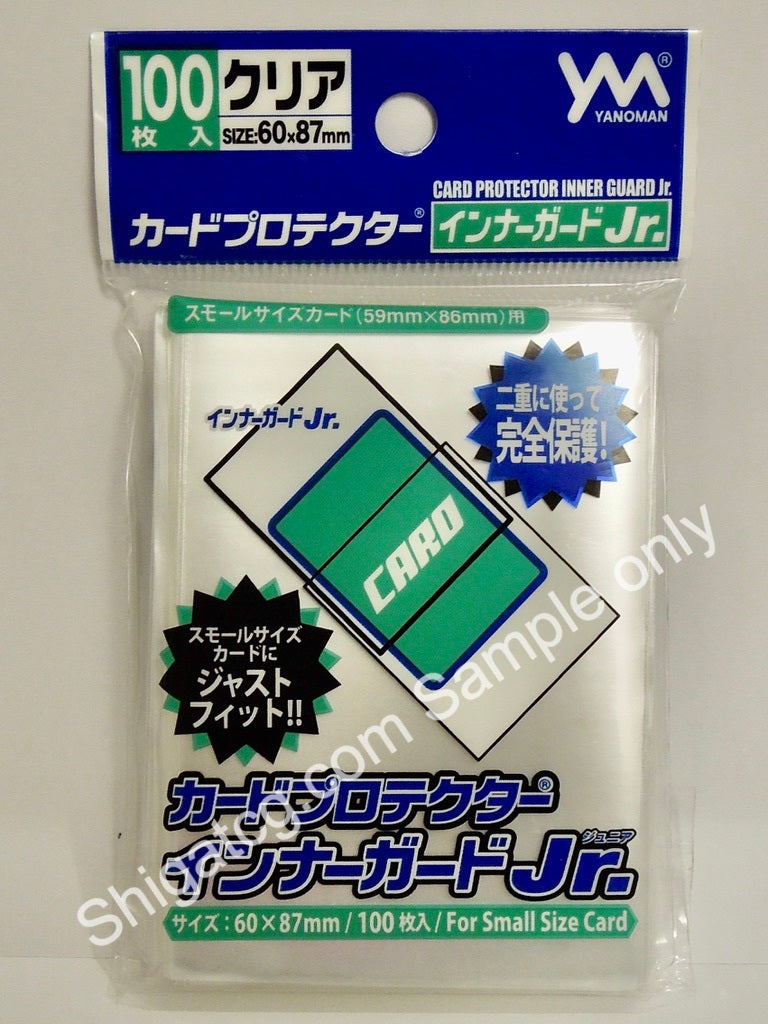 100
枚入
クリア
SIZE:60×87mm
YM®
YANOMAN
CARD PROTECTOR INNER GUARD Jr.
カードプロテクター®
インナーガードJr.
スモールサイズカード(59mm×86mm)用
インナーガードJr.
二重に使って
完全保護!
CARD
スモールサイズ
カードに
ジャスト
フィット!!
カードプロテクター®
ジュニア
インナーガードJr.
サイズ:60×87mm/100枚入/For Small Size Card
Shigatcg.com Sample only